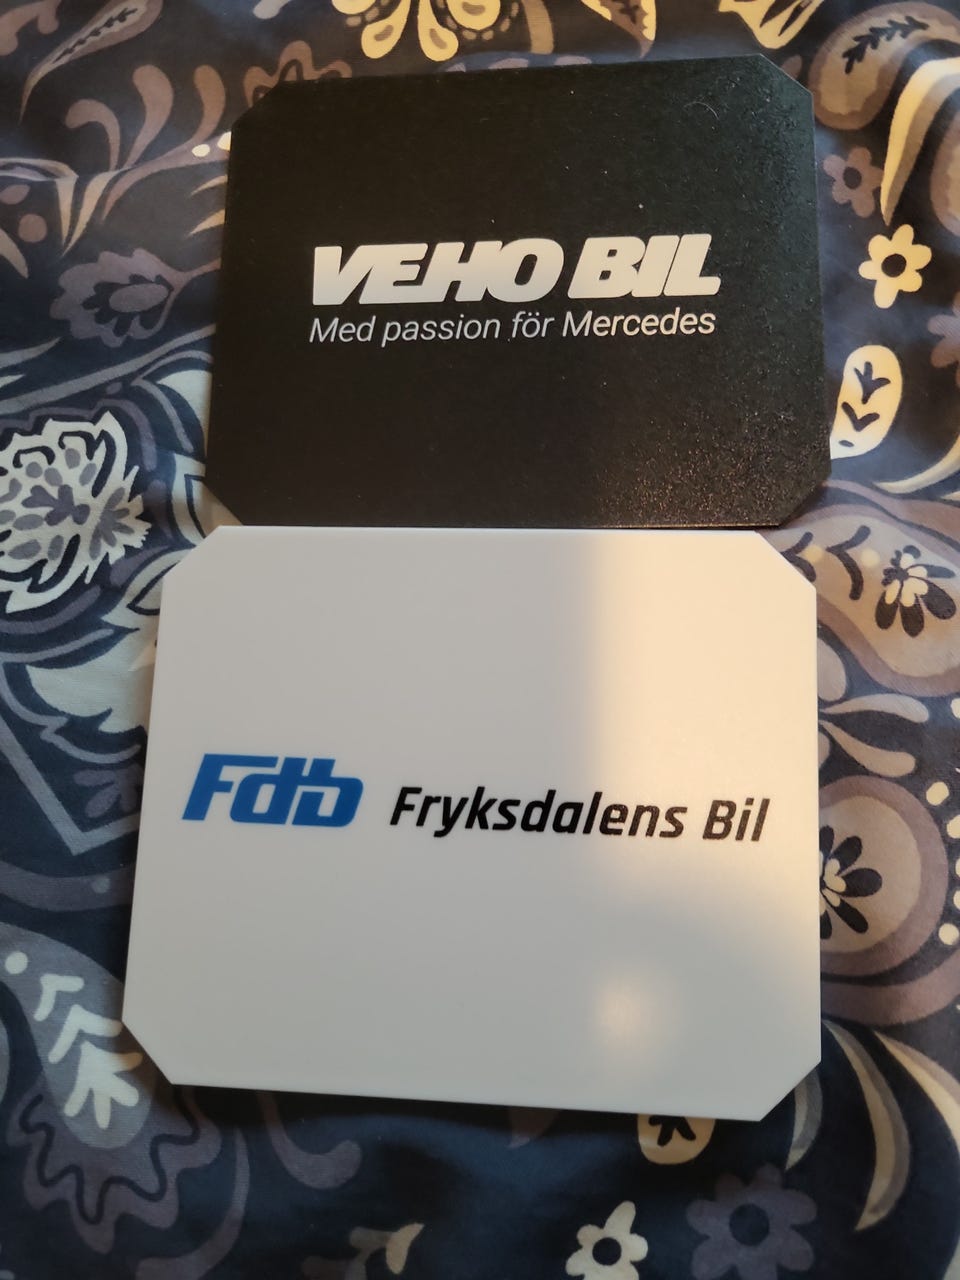 VEHO BIL
Med passion för Mercedes
Fdb Fryksdalens Bil